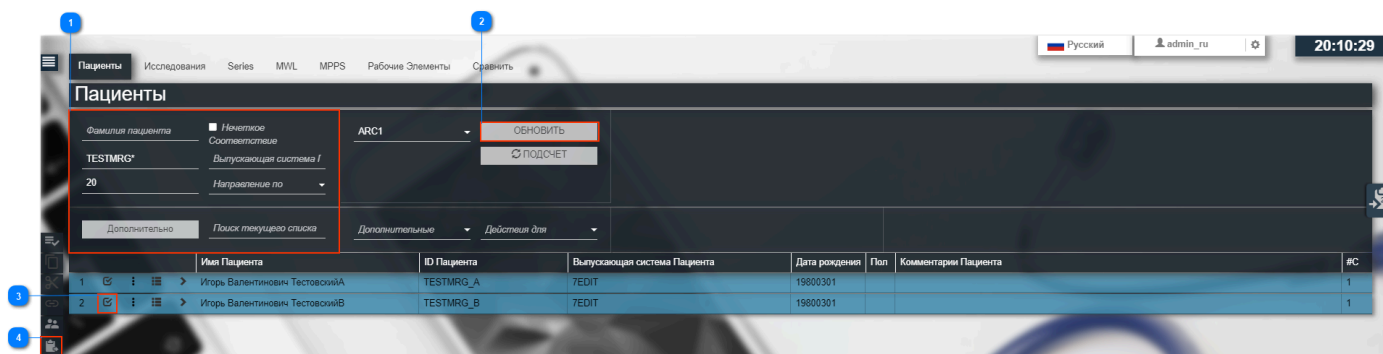 1
2
Русский
admin_ru
20:10:29
Пациенты
Исследования
Series
MWL
MPPS
Рабочие Элементы
Сравнить
Пациенты
Фамилия пациента
Нечеткое
Соответствие
ARC1
ОБНОВИТЬ
TESTMRG*
Выпускающая система П
ПОДСЧЕТ
20
Направление по
Дополнительно
Поиск текущего списка
Дополнительные
Действия для
Имя Пациента
ID Пациента
Выпускающая система Пациента
Дата рождения
Пол
Комментарии Пациента
#С
1
Игорь Валентинович ТестовскийA
TESTMRG_A
7EDIT
19800301
1
3
2
Игорь Валентинович ТестовскийB
TESTMRG_B
7EDIT
19800301
1
4